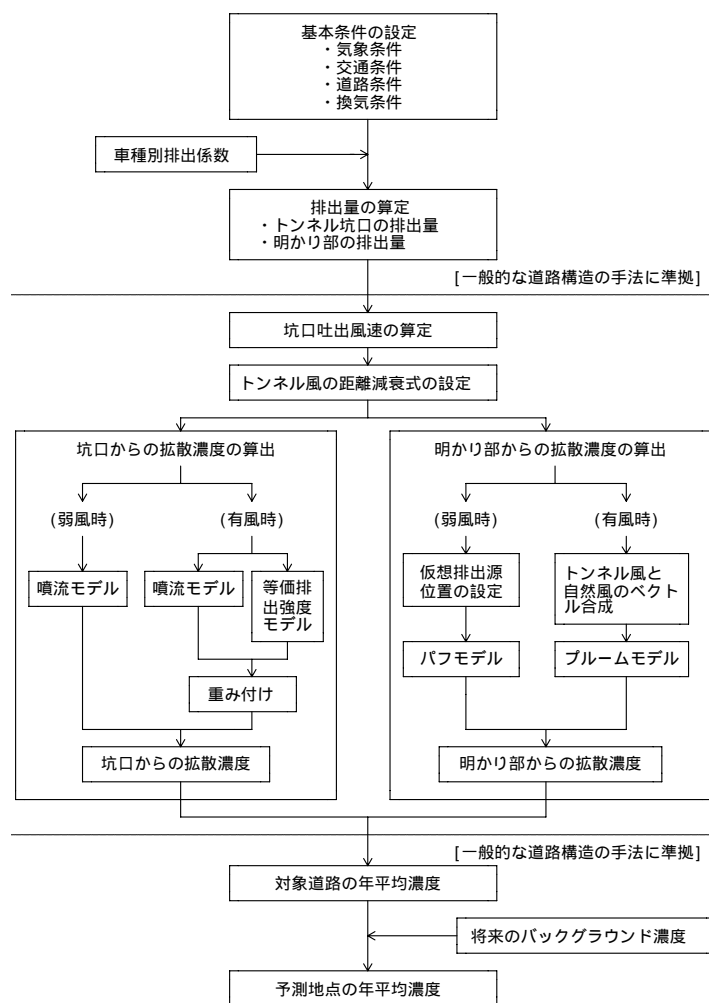 基本条件の設定
・気象条件
・交通条件
・道路条件
・換気条件
車種別排出係数
排出量の算定
・トンネル坑口の排出量
・明かり部の排出量
[一般的な道路構造の手法に準拠]
坑口吐出風速の算定
トンネル風の距離減衰式の設定
坑口からの拡散濃度の算出
(弱風時)
(有風時)
噴流モデル
噴流モデル
等価排
出強度
モデル
重み付け
坑口からの拡散濃度
明かり部からの拡散濃度の算出
(弱風時)
(有風時)
仮想排出源
位置の設定
トンネル風と
自然風のベクト
ル合成
パフモデル
プルームモデル
明かり部からの拡散濃度
[一般的な道路構造の手法に準拠]
対象道路の年平均濃度
将来のバックグラウンド濃度
予測地点の年平均濃度